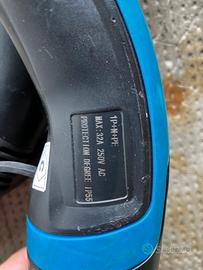 1P+N+PE
MAX:32A 250V AC
PROTECTION DEGREE IP55